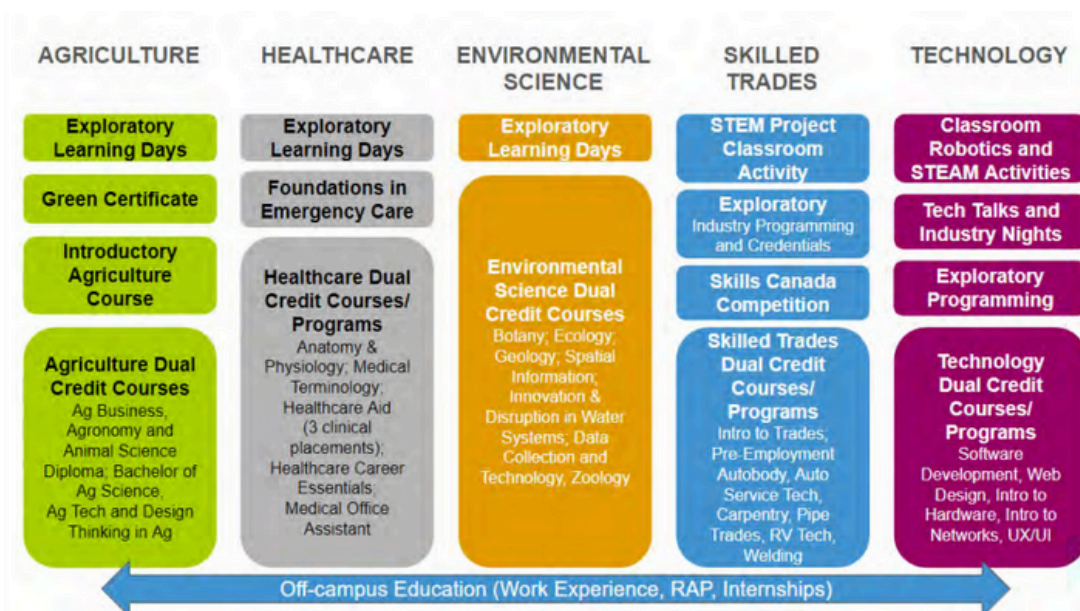 AGRICULTURE
Exploratory
Learning Days
Green Certificate
Introductory
Agriculture
Course
Agriculture Dual
Credit Courses
Ag Business,
Agronomy and
Animal Science
Diploma; Bachelor of
Ag Science,
Ag Tech and Design
Thinking in Ag
HEALTHCARE
Exploratory
Learning Days
Foundations in
Emergency Care
Healthcare Dual
Credit Courses/
Programs
Anatomy &
Physiology; Medical
Terminology;
Healthcare Aid
(3 clinical
placements);
Healthcare Career
Essentials;
Medical Office
Assistant
ENVIRONMENTAL
SCIENCE
Exploratory
Learning Days
Environmental
Science Dual
Credit Courses
Botany; Ecology;
Geology; Spatial
Information;
Innovation &
Disruption in Water
Systems; Data
Collection and
Technology, Zoology
SKILLED
TRADES
STEM Project
Classroom
Activity
Exploratory
Industry Programming
and Credentials
Skills Canada
Competition
Skilled Trades
Dual Credit
Courses/
Programs
Intro to Trades;
Pre-Employment
Autobody, Auto
Service Tech,
Carpentry, Pipe
Trades, RV Tech,
Welding
TECHNOLOGY
Classroom
Robotics and
STEAM Activities
Tech Talks and
Industry Nights
Exploratory
Programming
Technology
Dual Credit
Courses/
Programs
Software
Development, Web
Design, Intro to
Hardware, Intro to
Networks, UX/UI
Off-campus Education (Work Experience, RAP, Internships)